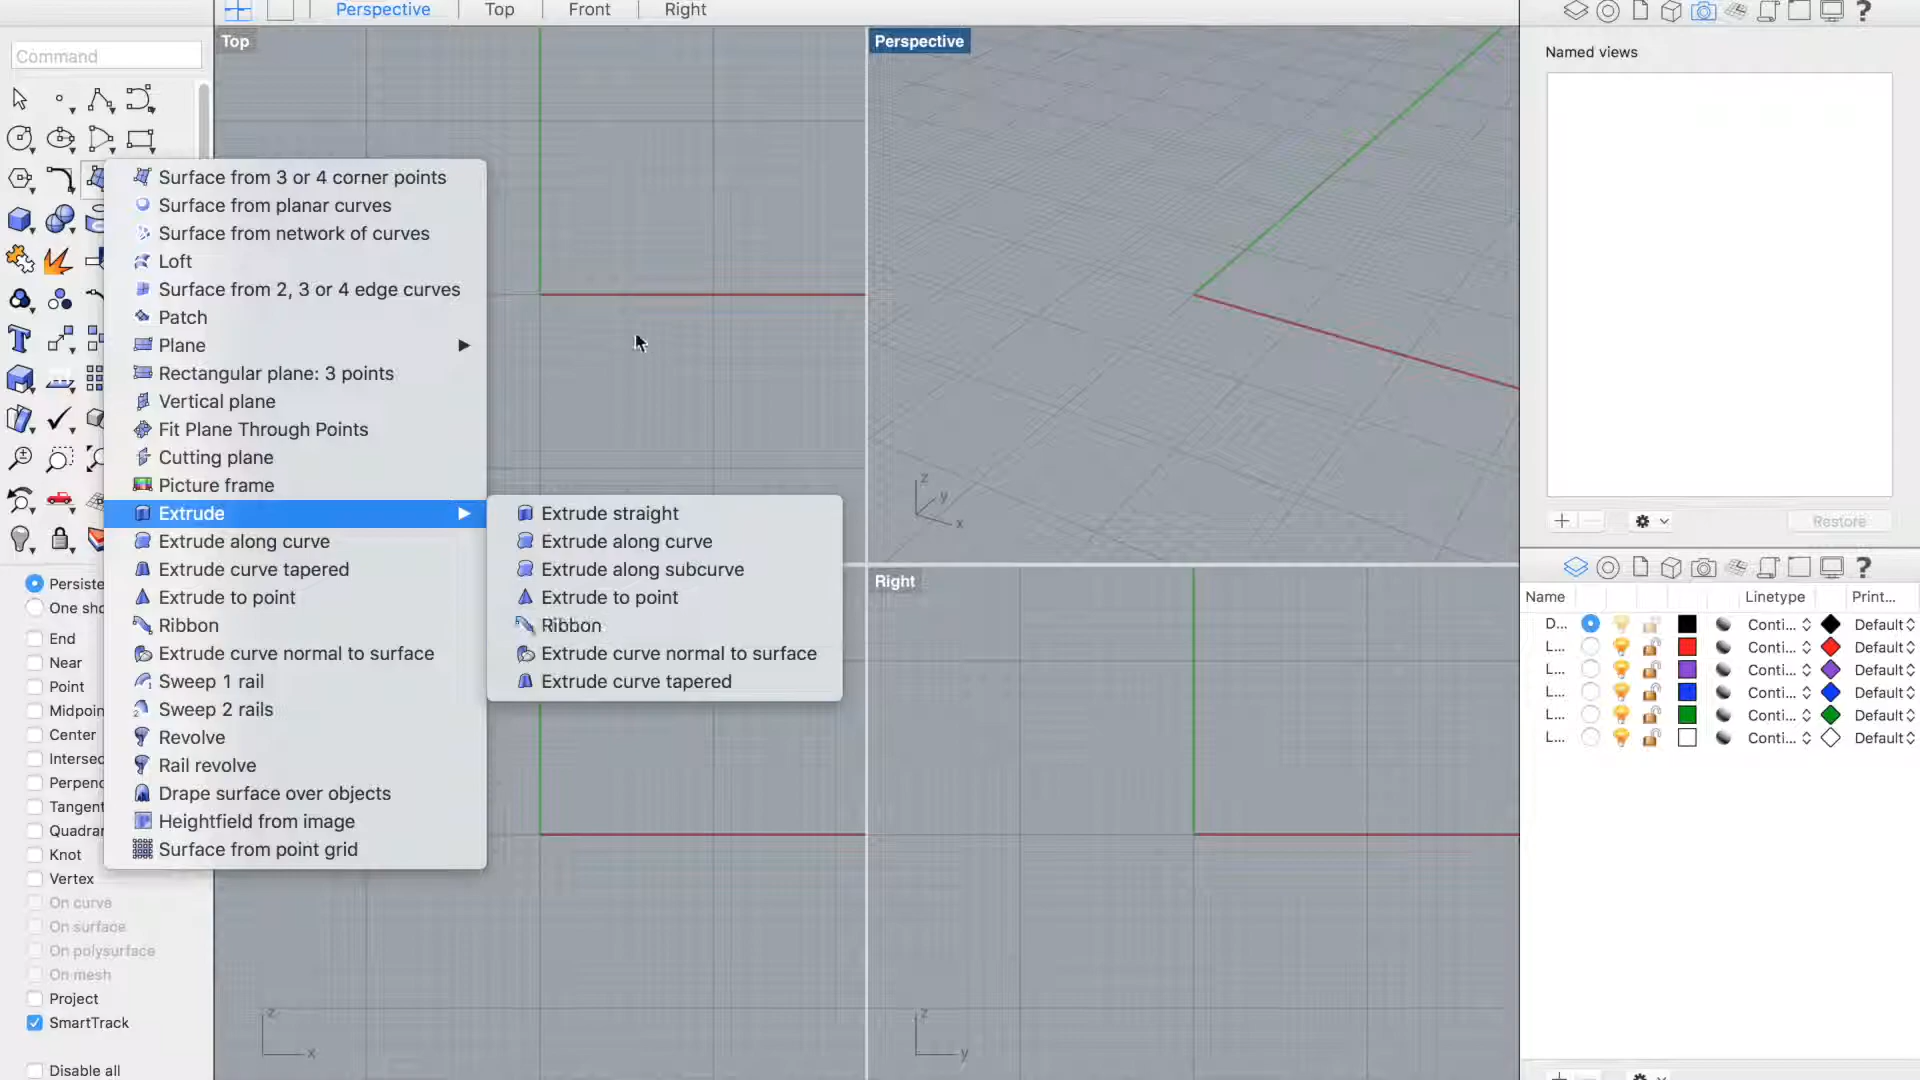 Perspective
Top
Front
Right
Command
Top
Perspective
Named views
Surface from 3 or 4 corner points
Surface from planar curves
Surface from network of curves
Loft
Surface from 2, 3 or 4 edge curves
Patch
Plane
Rectangular plane: 3 points
Vertical plane
Fit Plane Through Points
Cutting plane
Picture frame
Extrude
Extrude along curve
Extrude curve tapered
Extrude to point
Ribbon
Extrude curve normal to surface
Sweep 1 rail
Sweep 2 rails
Revolve
Rail revolve
Drape surface over objects
Heightfield from image
Surface from point grid
Extrude straight
Extrude along curve
Extrude along subcurve
Extrude to point
Ribbon
Extrude curve normal to surface
Extrude curve tapered
z
y
x
Restore
Right
Persiste
One sho
End
Near
Point
Midpoin
Center
Intersec
Perpend
Tangent
Quadran
Knot
Vertex
On curve
On surface
On polysurface
On mesh
Project
SmartTrack
Disable all
z
x
z
y
Name Linetype Print...
D... Conti... Default
L... Conti... Default
L... Conti... Default
L... Conti... Default
L... Conti... Default
L... Conti... Default